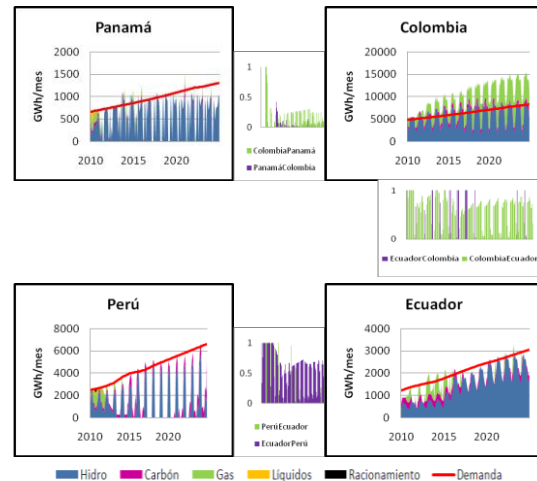 Panamá
GWh/mes
2000
1500
1000
500
0
2010 2015 2020
1
0.5
0
ColombiaPanamá
PanamáColombia
Colombia
GWh/mes
20000
15000
10000
5000
0
2010 2015 2020
1
0.5
0
EcuadorColombia ColombiaEcuador
Perú
GWh/mes
8000
6000
4000
2000
0
2010 2015 2020
1
0.5
0
PerúEcuador
EcuadorPerú
Ecuador
GWh/mes
4000
3000
2000
1000
0
2010 2015 2020
Hidro Carbón Gas Líquidos Racionamiento Demanda